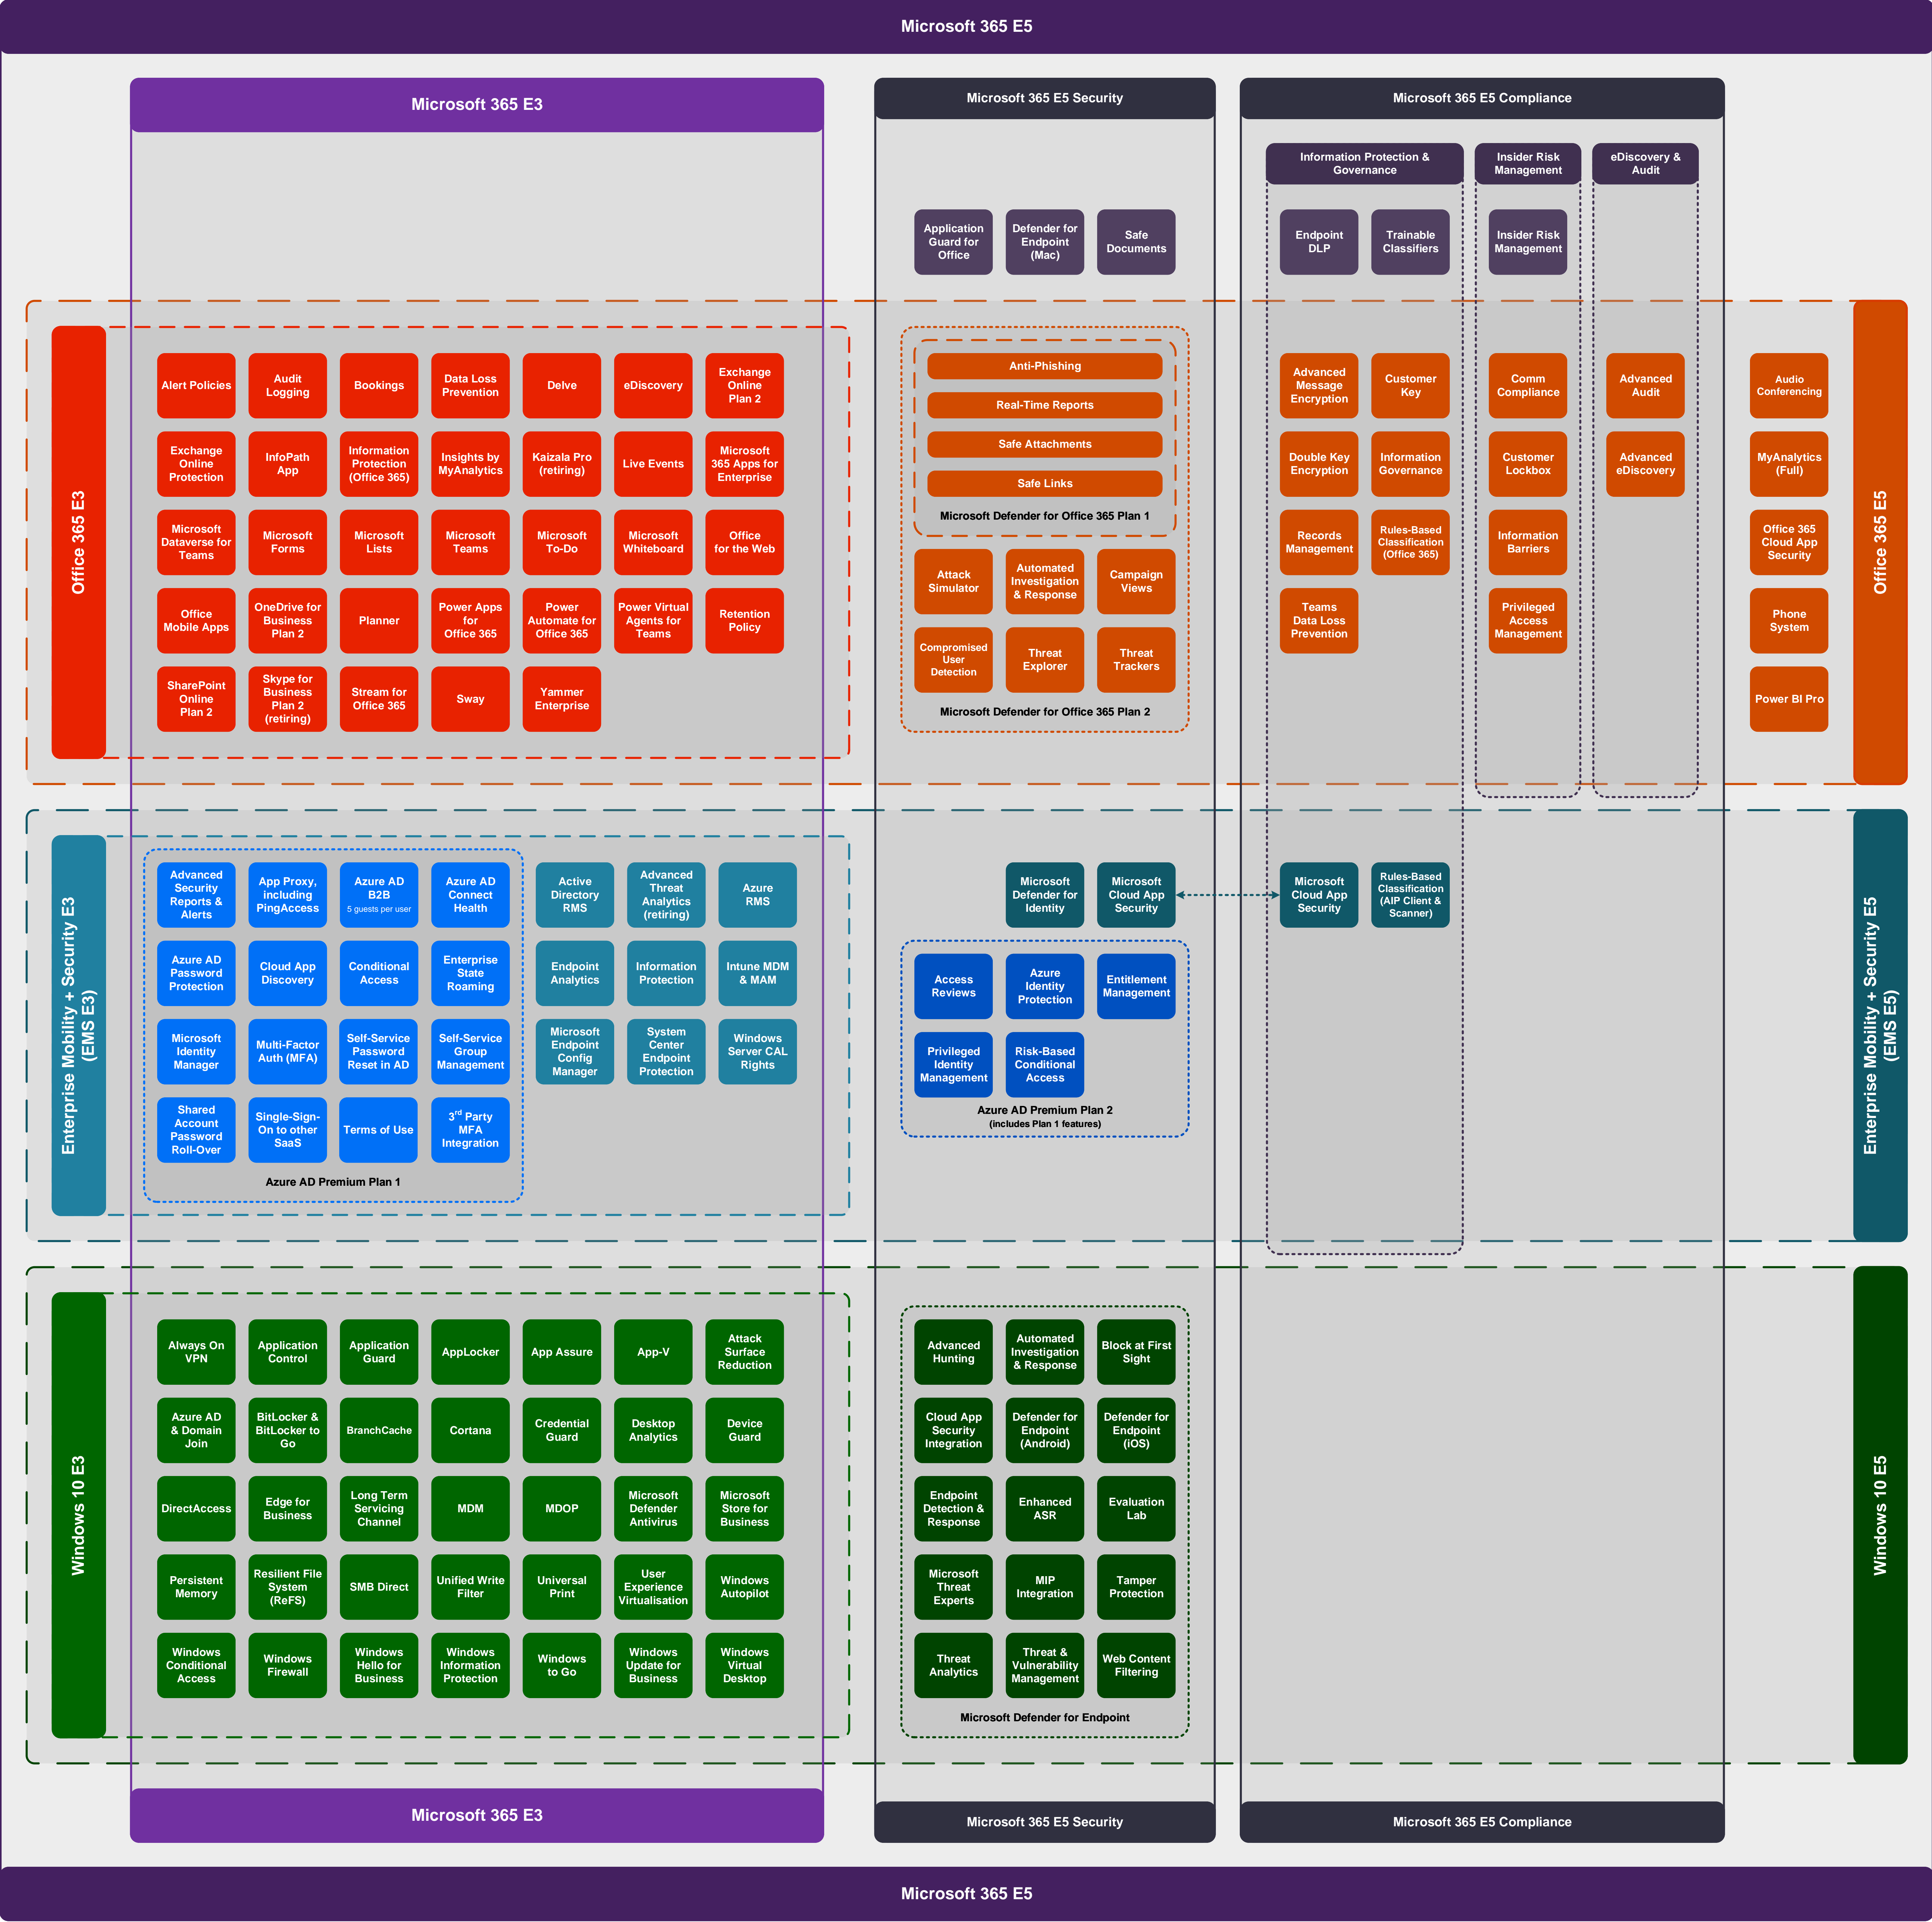 Microsoft 365 E5
Microsoft 365 E3
Microsoft 365 E5 Security
Microsoft 365 E5 Compliance
Information Protection &
Governance
Insider Risk
Management
eDiscovery &
Audit
Application
Guard for
Office
Defender for
Endpoint
(Mac)
Safe
Documents
Endpoint
DLP
Trainable
Classifiers
Insider Risk
Management
Office 365 E3
Alert Policies
Audit
Logging
Bookings
Data Loss
Prevention
Delve
eDiscovery
Exchange
Online
Plan 2
Exchange
Online
Protection
InfoPath
App
Information
Protection
(Office 365)
Insights by
MyAnalytics
Kaizala Pro
(retiring)
Live Events
Microsoft
365 Apps for
Enterprise
Microsoft
Dataverse for
Teams
Microsoft
Forms
Microsoft
Lists
Microsoft
Teams
Microsoft
To-Do
Microsoft
Whiteboard
Office
for the Web
Office
Mobile Apps
OneDrive for
Business
Plan 2
Planner
Power Apps
for
Office 365
Power
Automate for
Office 365
Power Virtual
Agents for
Teams
Retention
Policy
SharePoint
Online
Plan 2
Skype for
Business
Plan 2
(retiring)
Stream for
Office 365
Sway
Yammer
Enterprise
Anti-Phishing
Real-Time Reports
Safe Attachments
Safe Links
Microsoft Defender for Office 365 Plan 1
Attack
Simulator
Automated
Investigation
& Response
Campaign
Views
Compromised
User
Detection
Threat
Explorer
Threat
Trackers
Microsoft Defender for Office 365 Plan 2
Advanced
Message
Encryption
Customer
Key
Double Key
Encryption
Information
Governance
Records
Management
Rules-Based
Classification
(Office 365)
Teams
Data Loss
Prevention
Comm
Compliance
Customer
Lockbox
Information
Barriers
Privileged
Access
Management
Advanced
Audit
Advanced
eDiscovery
Audio
Conferencing
MyAnalytics
(Full)
Office 365
Cloud App
Security
Phone
System
Power BI Pro
Office 365 E5
Enterprise Mobility + Security E3
(EMS E3)
Advanced
Security
Reports &
Alerts
App Proxy,
including
PingAccess
Azure AD
B2B
5 guests per user
Azure AD
Connect
Health
Azure AD
Password
Protection
Cloud App
Discovery
Conditional
Access
Enterprise
State
Roaming
Microsoft
Identity
Manager
Multi-Factor
Auth (MFA)
Self-Service
Password
Reset in AD
Self-Service
Group
Management
Shared
Account
Password
Roll-Over
Single-Sign-
On to other
SaaS
Terms of Use
3rd Party
MFA
Integration
Azure AD Premium Plan 1
Active
Directory
RMS
Advanced
Threat
Analytics
(retiring)
Azure
RMS
Endpoint
Analytics
Information
Protection
Intune MDM
& MAM
Microsoft
Endpoint
Config
Manager
System
Center
Endpoint
Protection
Windows
Server CAL
Rights
Microsoft
Defender for
Identity
Microsoft
Cloud App
Security
Microsoft
Cloud App
Security
Rules-Based
Classification
(AIP Client &
Scanner)
Access
Reviews
Azure
Identity
Protection
Entitlement
Management
Privileged
Identity
Management
Risk-Based
Conditional
Access
Azure AD Premium Plan 2
(includes Plan 1 features)
Enterprise Mobility + Security E5
(EMS E5)
Windows 10 E3
Always On
VPN
Application
Control
Application
Guard
AppLocker
App Assure
App-V
Attack
Surface
Reduction
Azure AD
& Domain
Join
BitLocker &
BitLocker to
Go
BranchCache
Cortana
Credential
Guard
Desktop
Analytics
Device
Guard
DirectAccess
Edge for
Business
Long Term
Servicing
Channel
MDM
MDOP
Microsoft
Defender
Antivirus
Microsoft
Store for
Business
Persistent
Memory
Resilient File
System
(ReFS)
SMB Direct
Unified Write
Filter
Universal
Print
User
Experience
Virtualisation
Windows
Autopilot
Windows
Conditional
Access
Windows
Firewall
Windows
Hello for
Business
Windows
Information
Protection
Windows
to Go
Windows
Update for
Business
Windows
Virtual
Desktop
Advanced
Hunting
Automated
Investigation
& Response
Block at First
Sight
Cloud App
Security
Integration
Defender for
Endpoint
(Android)
Defender for
Endpoint
(iOS)
Endpoint
Detection &
Response
Enhanced
ASR
Evaluation
Lab
Microsoft
Threat
Experts
MIP
Integration
Tamper
Protection
Threat
Analytics
Threat &
Vulnerability
Management
Web Content
Filtering
Microsoft Defender for Endpoint
Windows 10 E5
Microsoft 365 E3
Microsoft 365 E5 Security
Microsoft 365 E5 Compliance
Microsoft 365 E5